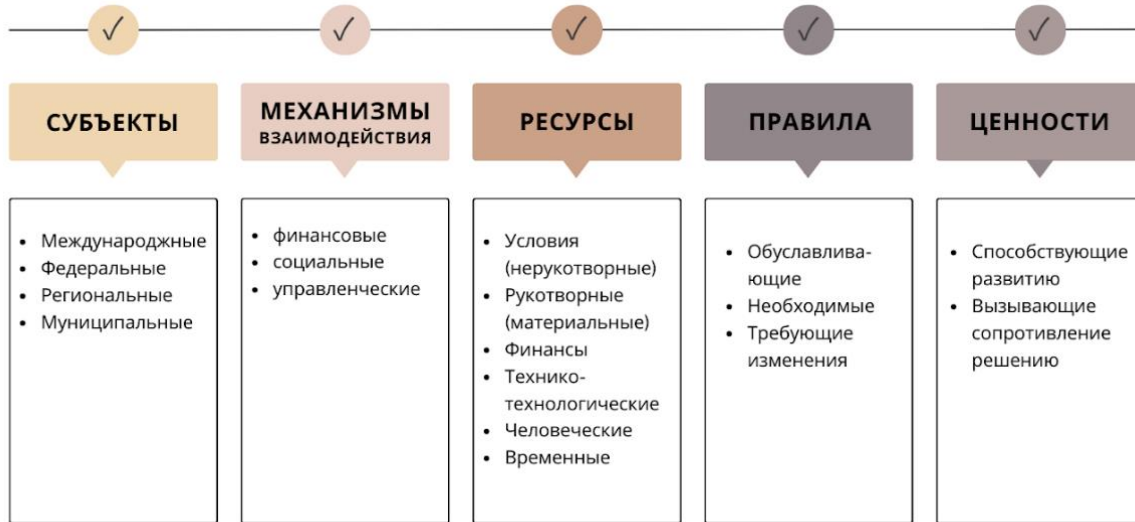 СУБЪЕКТЫ
МЕХАНИЗМЫ
ВЗАИМОДЕЙСТВИЯ
РЕСУРСЫ
ПРАВИЛА
ЦЕННОСТИ
• Международжные
• Федеральные
• Региональные
• Муниципальные
• финансовые
• социальные
• управленческие
• Условия
(нерукотворные)
• Рукотворные
(материальные)
• Финансы
• Технико-
технологические
• Человеческие
• Временные
• Обуславлива-
ющие
• Необходимые
• Требующие
изменения
• Способствующие
развитию
• Вызывающие
сопротивление
решению